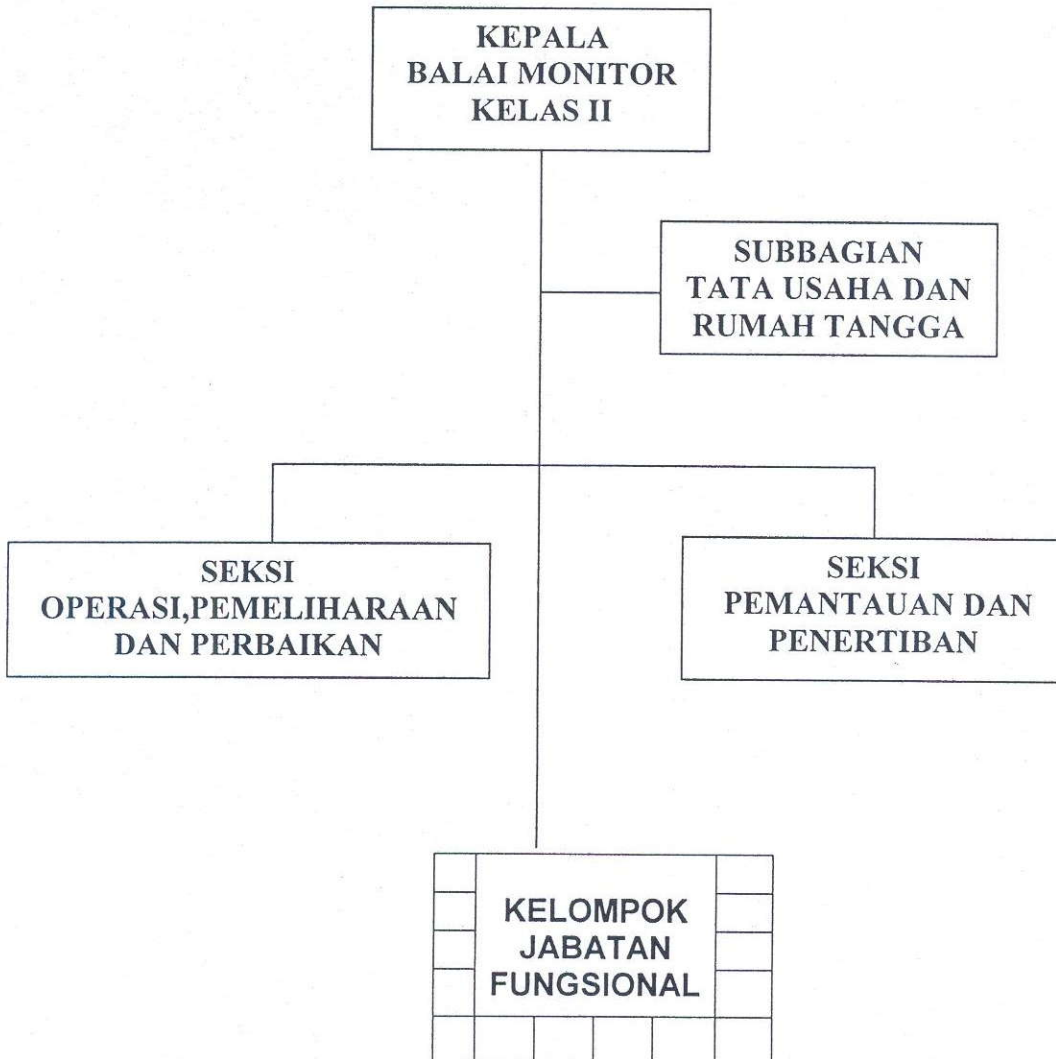 KEPALA
BALAI MONITOR
KELAS II
SUBBAGIAN
TATA USAHA DAN
RUMAH TANGGA
SEKSI
OPERASI,PEMELIHARAAN
DAN PERBAIKAN
SEKSI
PEMANTAUAN DAN
PENERTIBAN
KELOMPOK
JABATAN
FUNGSIONAL